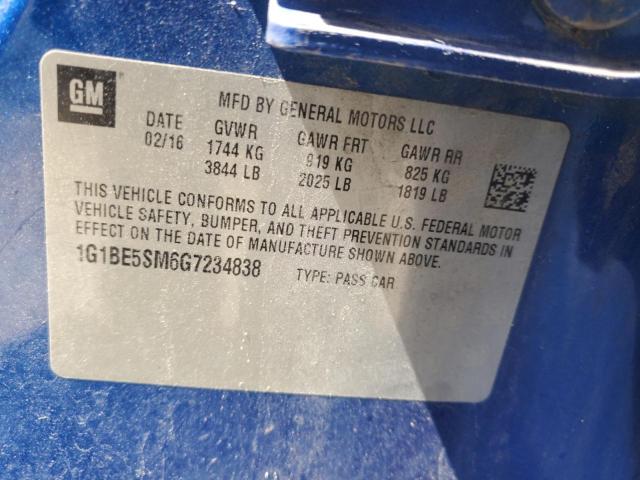 GM
MFD BY GENERAL MOTORS LLC
DATE GVWR GAWR FRT GAWR RR
02/16 1744 KG 919 KG 825 KG
3844 LB 2025 LB 1819 LB
THIS VEHICLE CONFORMS TO ALL APPLICABLE U.S. FEDERAL MOTOR
VEHICLE SAFETY, BUMPER, AND THEFT PREVENTION STANDARDS IN
EFFECT ON THE DATE OF MANUFACTURE SHOWN ABOVE.
1G1BE5SM6G7234838 TYPE: PASS CAR